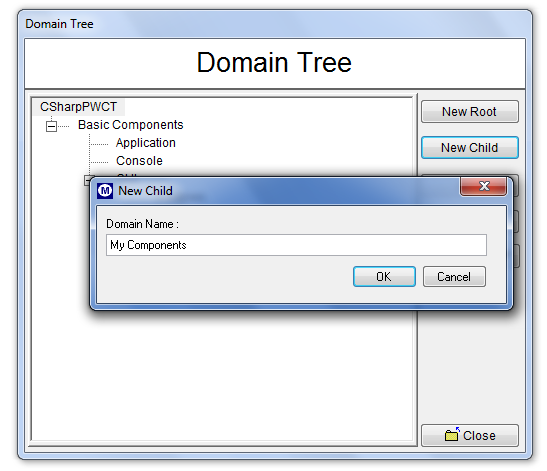 Domain Tree
Domain Tree
CSharpPWCT
Basic Components
Application
Console
New Root
New Child
M New Child
Domain Name :
My Components
OK
Cancel
Close